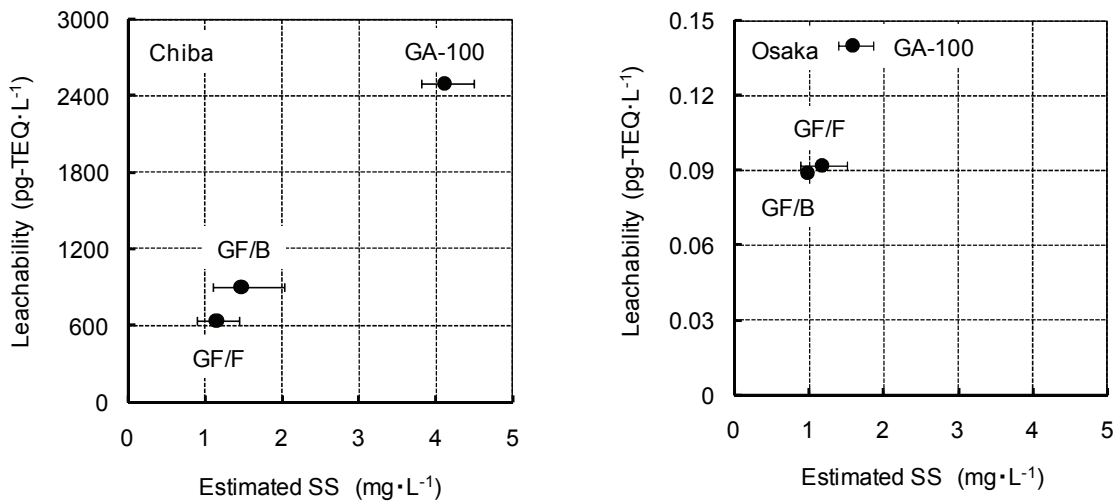 Leachability (pg-TEQ･L-1)
3000
2400
1800
1200
600
0
Chiba
GA-100
GF/B
GF/F
0 1 2 3 4 5
Estimated SS (mg･L-1)
Leachability (pg-TEQ･L-1)
0.15
0.12
0.09
0.06
0.03
0
Osaka
GA-100
GF/F
GF/B
0 1 2 3 4 5
Estimated SS (mg･L-1)